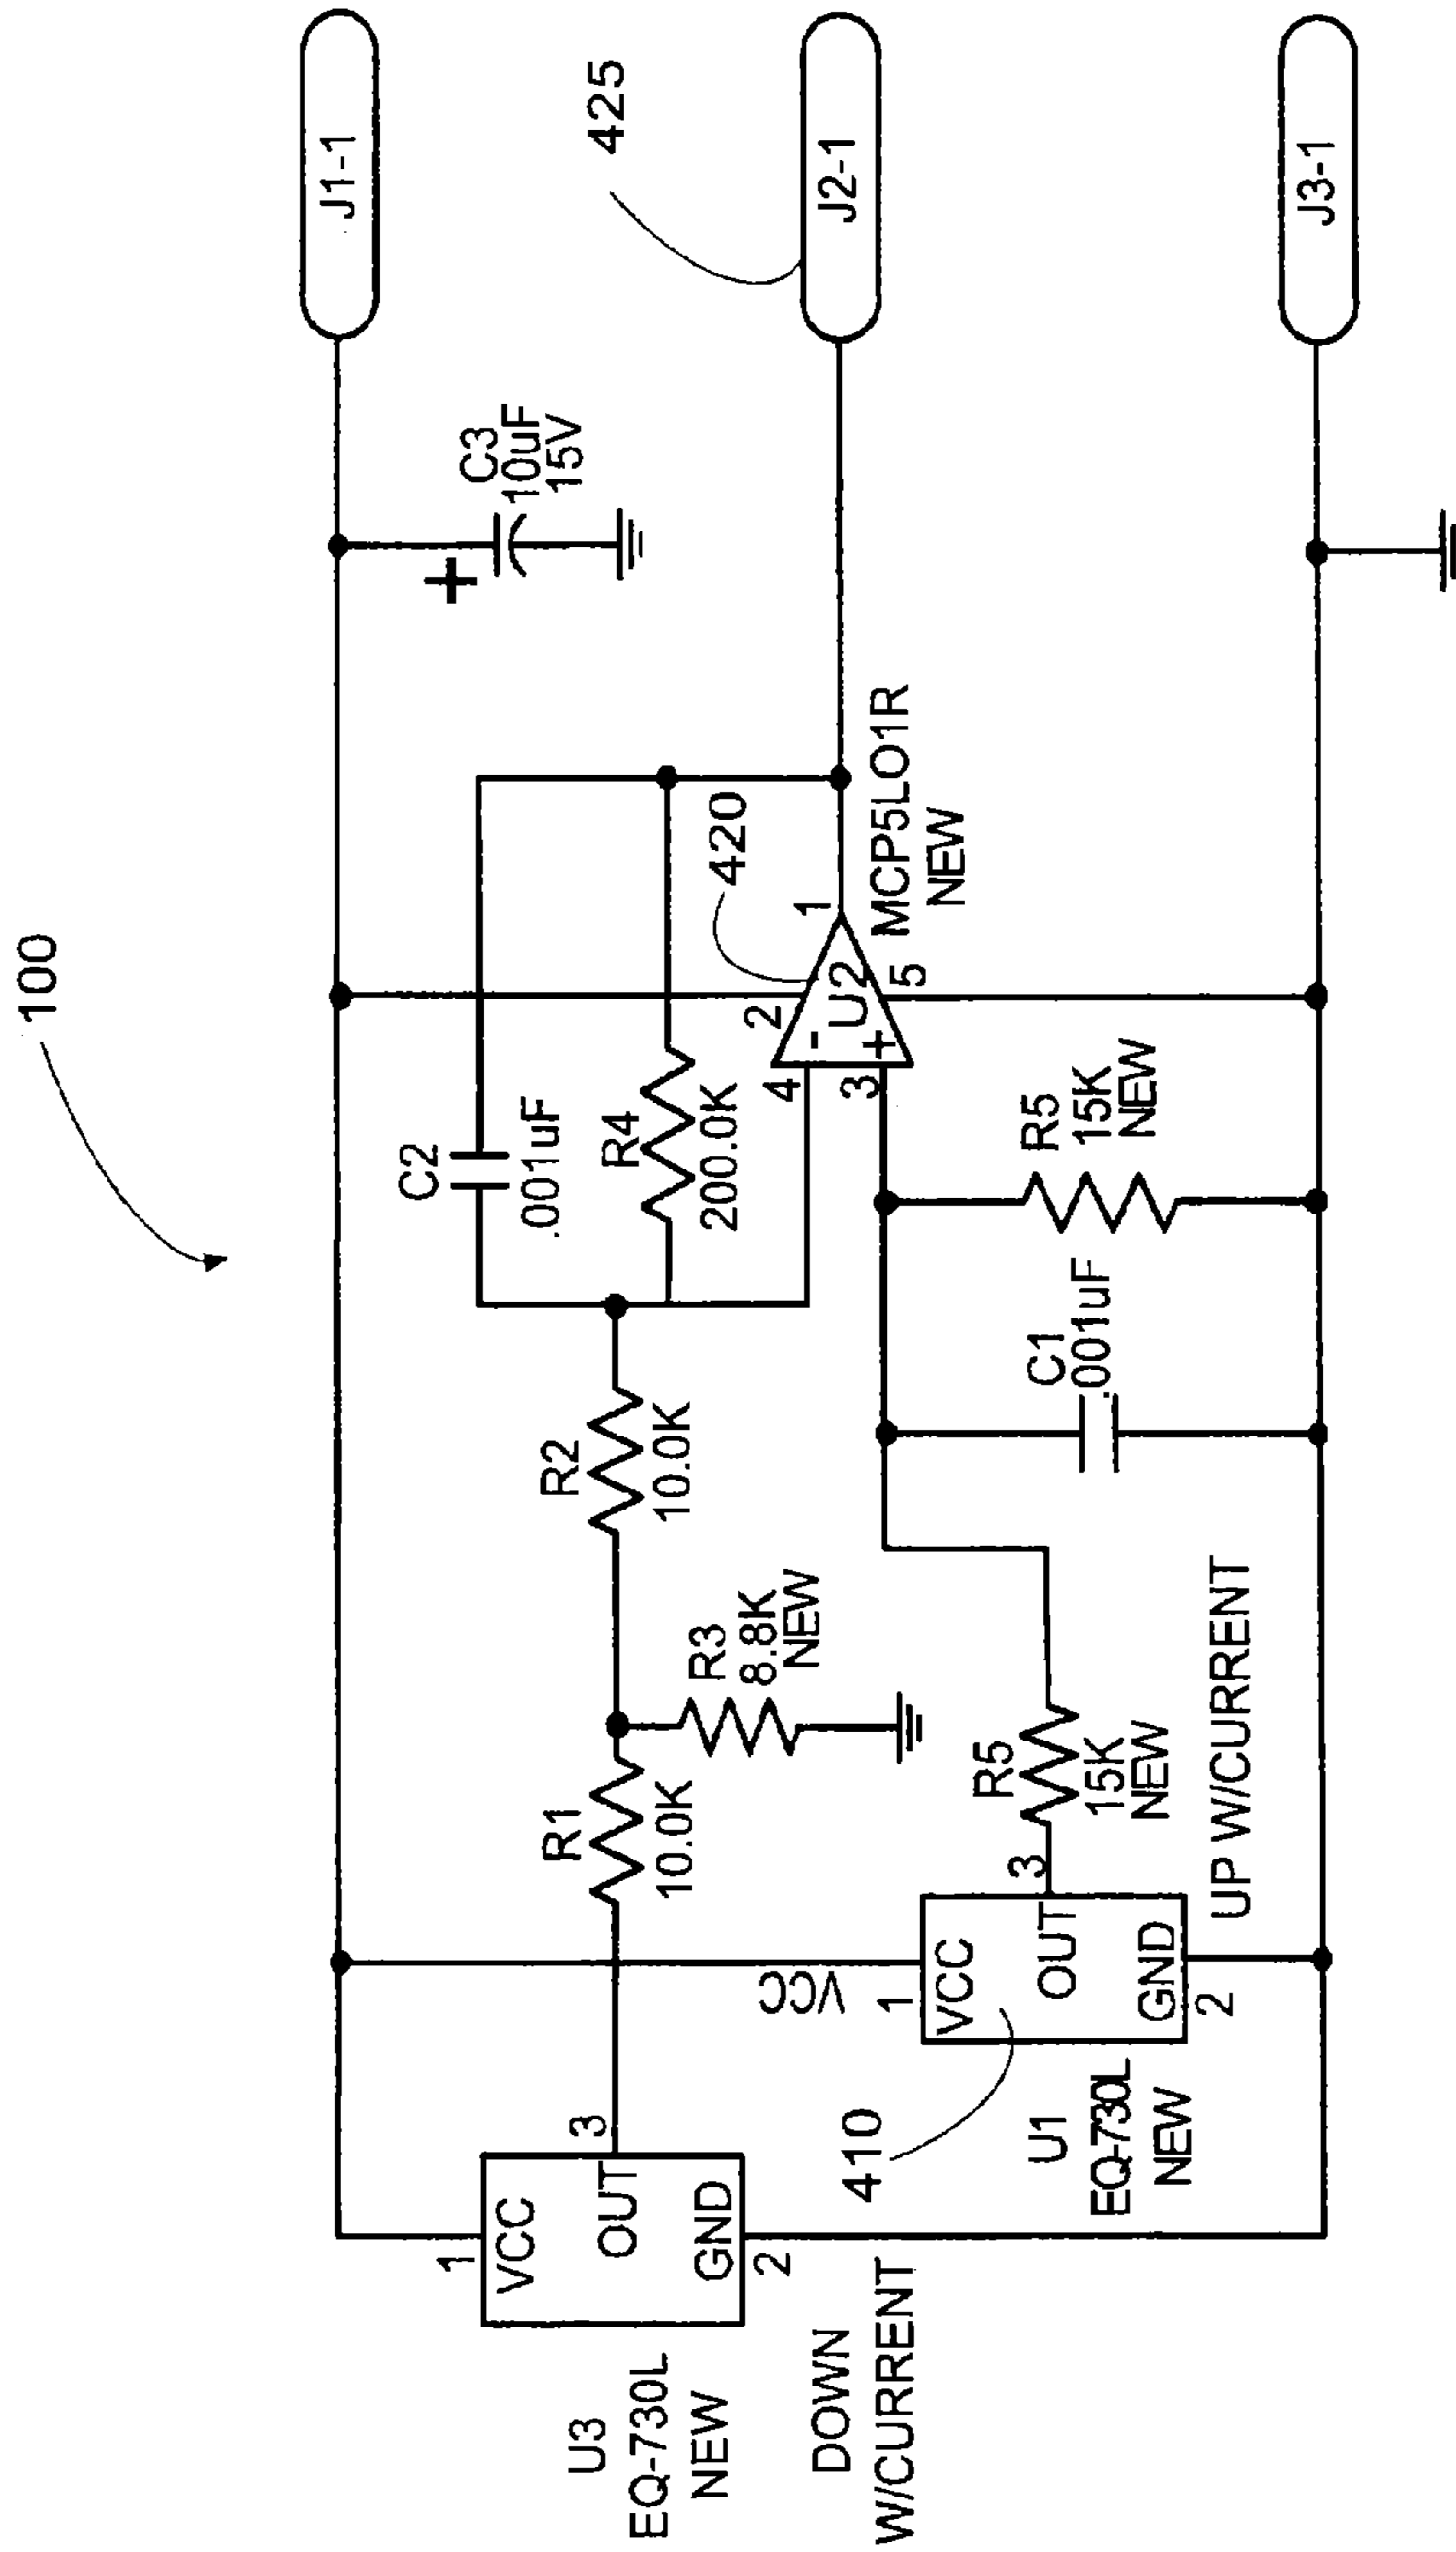 100
J1-1
C3
10uF
15V
+
425
J2-1
J3-1
C2
.001uF
R4
200.0K
420
2
4
-
3
+
U2
1
5
MCP5LO1R
NEW
R1
10.0K
R2
10.0K
R3
8.8K
NEW
R5
15K
NEW
C1
.001uF
R5
15K
NEW
3
UP W/CURRENT
VCC
1
VCC
OUT
GND
2
410
U1
EQ-730L
NEW
1
VCC
OUT
3
GND
2
U3
EQ-730L
NEW
DOWN
W/CURRENT